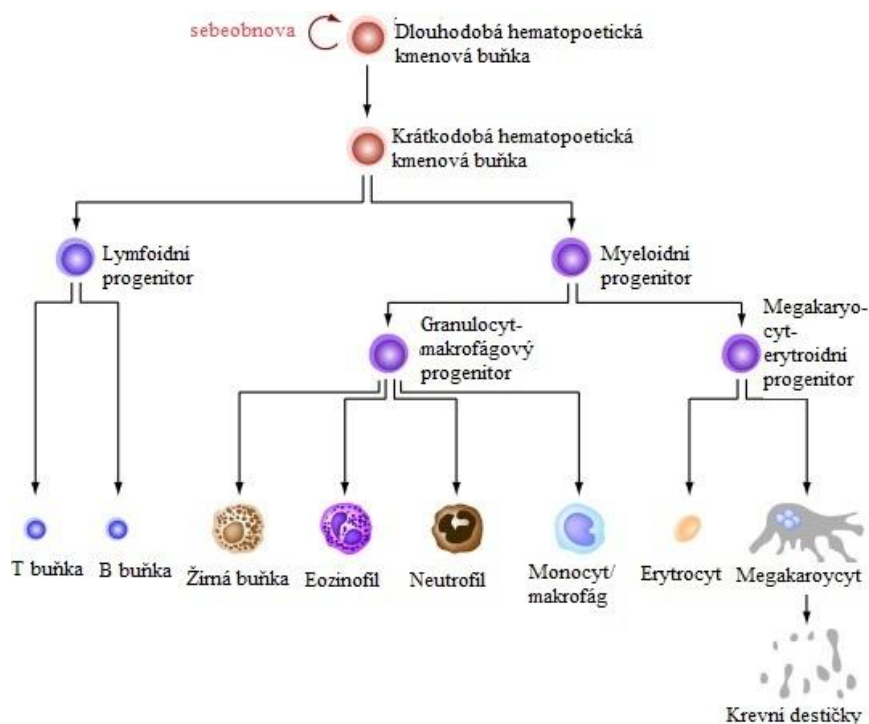 sebeobnova
Dlouhodobá hematopoetická
kmenová buňka
Krátkodobá hematopoetická
kmenová buňka
Lymfoidní
progenitor
Myeloidní
progenitor
Granulocyt-
makrofágový
progenitor
Megakaryo-
cyt-
erytroidní
progenitor
T buňka
B buňka
Žirná buňka
Eozinofil
Neutrofil
Monocyt/
makrofág
Erytrocyt
Megakaroycyt
Krevní destičky